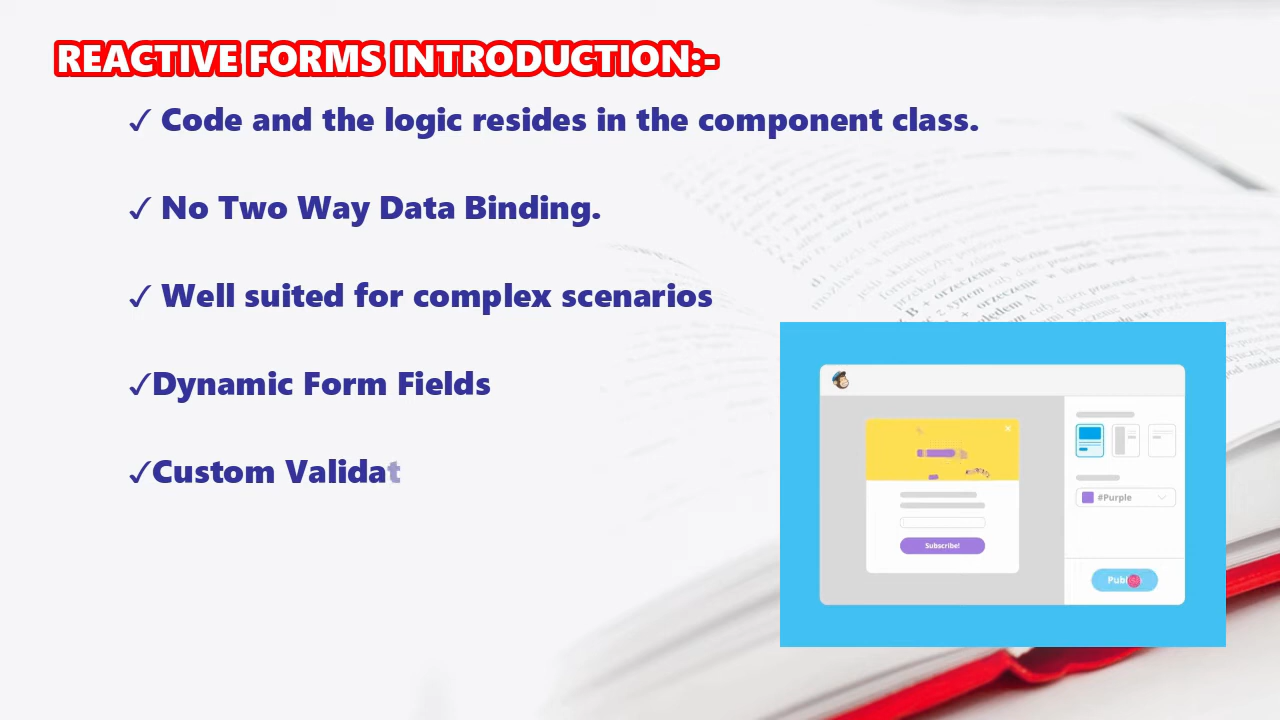 REACTIVE FORMS INTRODUCTION:-
✓ Code and the logic resides in the component class.
✓ No Two Way Data Binding.
✓ Well suited for complex scenarios
✓Dynamic Form Fields
✓Custom Validat
#Purple
Subscribe!